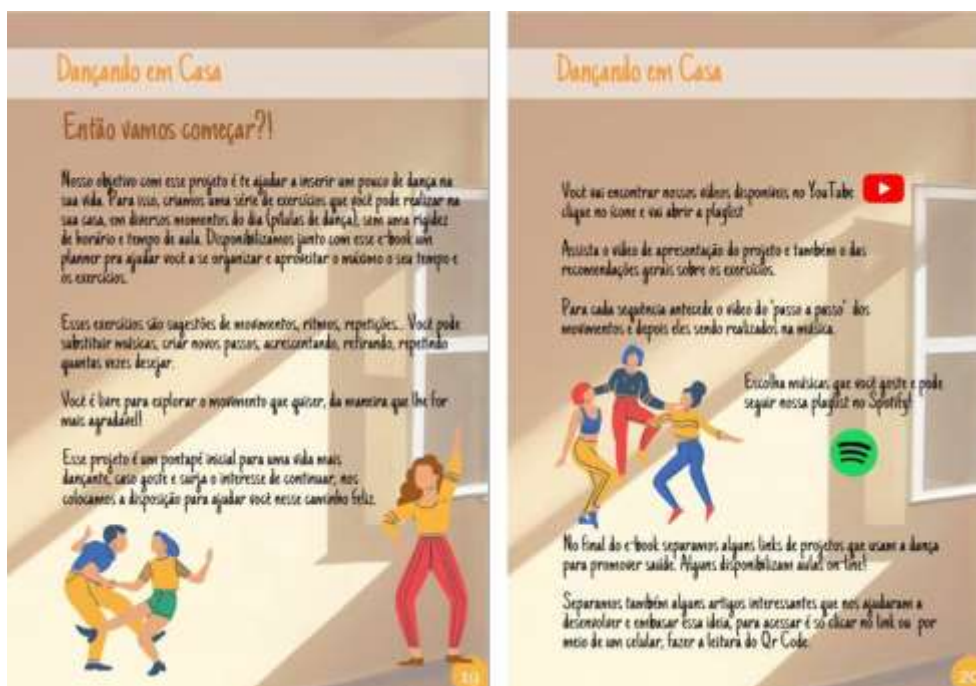 Dançando em Casa
Então vamos começar?!
Nosso objetivo com esse projeto é te ajudar a inserir um pouco de dança na
sua vida. Para isso, criamos uma série de exercícios que você pode realizar na
sua casa, em diversos momentos do dia (pílulas de dança), sem uma rigidez
de horário e tempo de aula. Disponibilizamos junto com esse e-book um
planner pra ajudar você a se organizar e aproveitar o máximo o seu tempo e
os exercícios.
Esses exercícios são sugestões de movimentos, ritmos, repetições... Você pode
substituir músicas, criar novos passos, acrescentando, retirando, repetindo
quantas vezes desejar.
Você é livre para explorar o movimento que quiser, da maneira que lhe for
mais agradável!
Esse projeto é um pontapé inicial para uma vida mais
dançante, caso goste e surja o interesse de continuar, nos
colocamos a disposição para ajudar você nesse caminho feliz.
19
Dançando em Casa
Você vai encontrar nossos vídeos disponíveis no YouTube
clique no ícone e vai abrir a playlist
Assista o vídeo de apresentação do projeto e também o das
recomendações gerais sobre os exercícios.
Para cada sequência antecede o vídeo do "passo a passo" dos
movimentos e depois eles sendo realizados na música.
Escolha músicas que você goste e pode
seguir nossa playlist no Spotify!
No final do e-book separamos alguns links de projetos que usam a dança
para promover saúde. Alguns disponibilizam aulas on-line!
Separamos também alguns artigos interessantes que nos ajudaram a
desenvolver e embasar essa ideia, para acessar é só clicar no link ou por
meio de um celular, fazer a leitura do Qr Code.
20